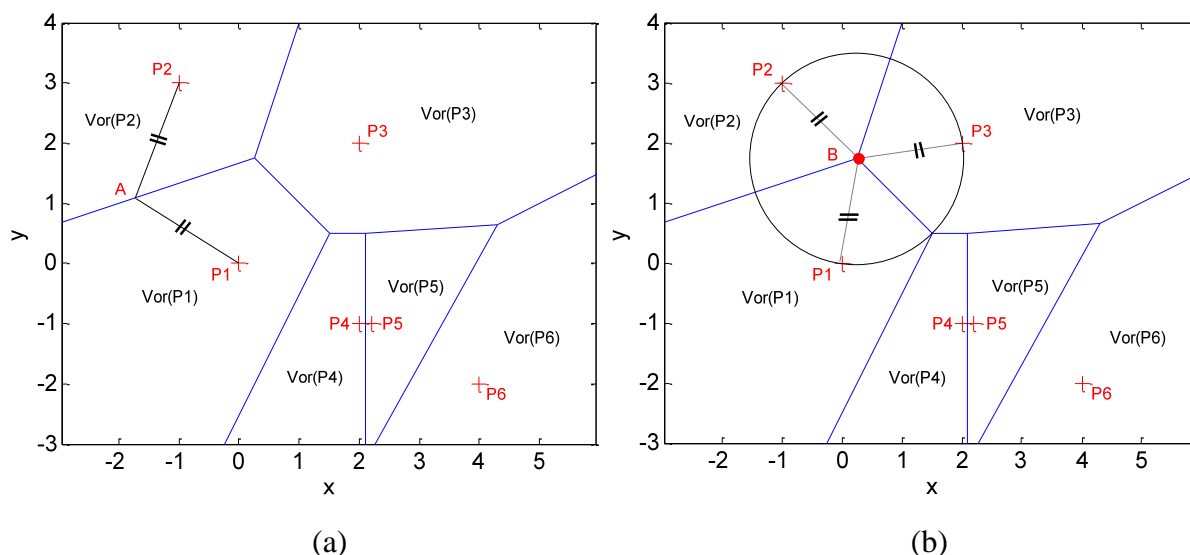 4
3
2
1
0
-1
-2
-3
-2
-1
0
1
2
3
4
5
x
y
P2
Vor(P2)
Vor(P3)
P3
A
P1
Vor(P1)
Vor(P5)
P4
P5
Vor(P6)
Vor(P4)
P6
(a)
4
3
2
1
0
-1
-2
-3
-2
-1
0
1
2
3
4
5
x
y
P2
Vor(P2)
Vor(P3)
P3
B
P1
Vor(P1)
Vor(P5)
P4
P5
Vor(P6)
Vor(P4)
P6
(b)